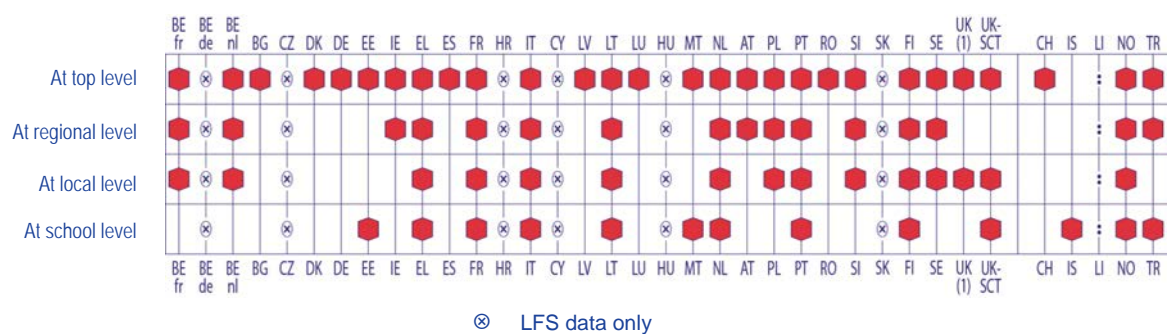 BE BE BE UK UK-
fr de nl BG CZ DK DE EE IE EL ES FR HR IT CY LV LT LU HU MT NL AT PL PT RO SI SK FI SE (1) SCT CH IS LI NO TR
At top level :
At regional level :
At local level :
At school level :
BE BE BE BG CZ DK DE EE IE EL ES FR HR IT CY LV LT LU HU MT NL AT PL PT RO SI SK FI SE UK UK- CH IS LI NO TR
fr de nl (1) SCT
⊗ LFS data only